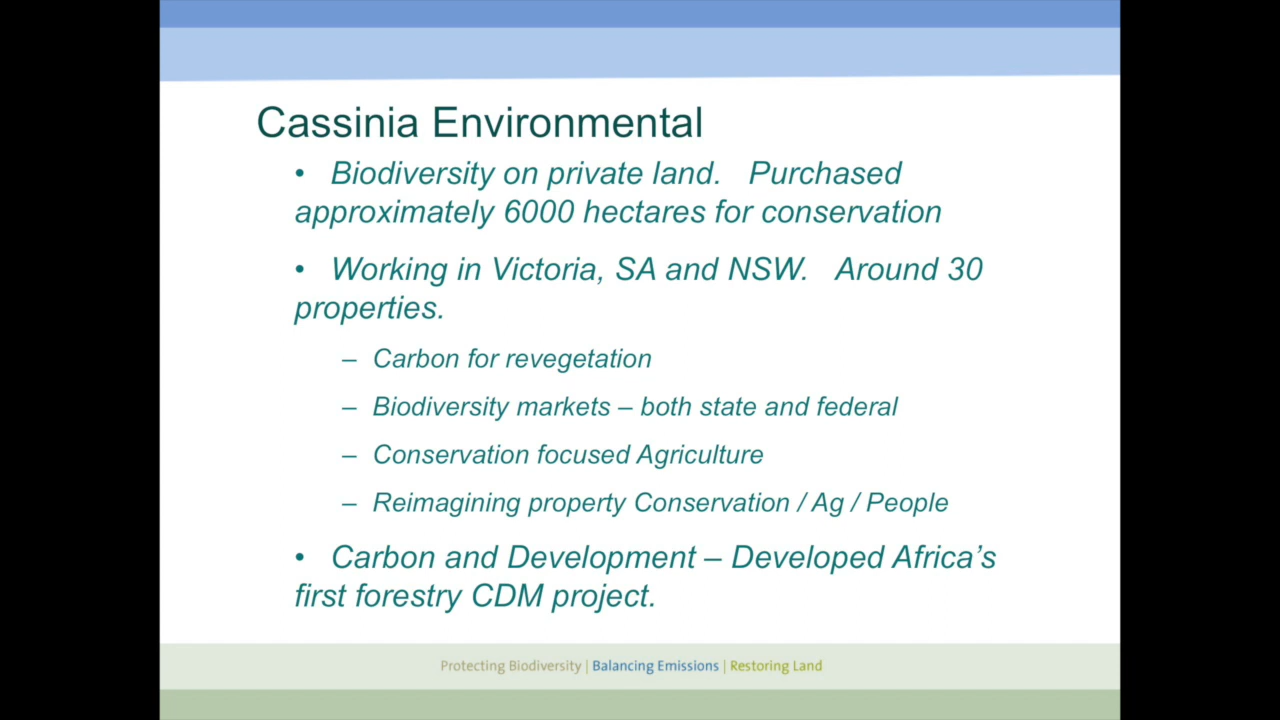 Cassinia Environmental
• Biodiversity on private land. Purchased
approximately 6000 hectares for conservation
• Working in Victoria, SA and NSW. Around 30
properties.
– Carbon for revegetation
– Biodiversity markets – both state and federal
– Conservation focused Agriculture
– Reimagining property Conservation / Ag / People
• Carbon and Development – Developed Africa’s
first forestry CDM project.
Protecting Biodiversity | Balancing Emissions | Restoring Land